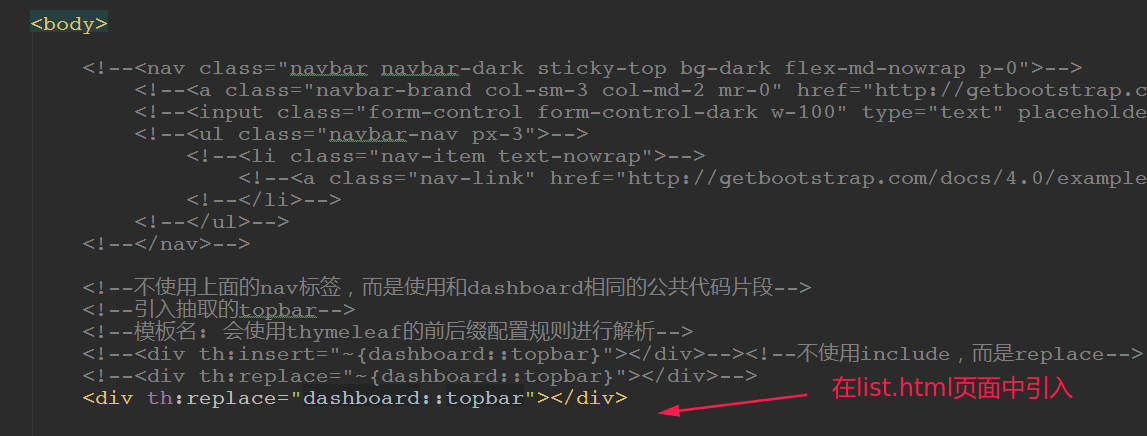 <body>
<!--<nav class="navbar navbar-dark sticky-top bg-dark flex-md-nowrap p-0">-->
<!--<a class="navbar-brand col-sm-3 col-md-2 mr-0" href="http://getbootstrap.c
<!--<input class="form-control form-control-dark w-100" type="text" placeholde
<!--<ul class="navbar-nav px-3">-->
<!--<li class="nav-item text-nowrap">-->
<!--<a class="nav-link" href="http://getbootstrap.com/docs/4.0/example
<!--</li>-->
<!--</ul>-->
<!--</nav>-->
<!--不使用上面的nav标签，而是使用和dashboard相同的公共代码片段-->
<!--引入抽取的topbar-->
<!--模板名: 会使用thymeleaf的前后缀配置规则进行解析-->
<!--<div th:insert="~{dashboard::topbar}"></div>--><!--不使用include，而是replace-->
<!--<div th:replace="~{dashboard::topbar}"></div>-->
<div th:replace="dashboard::topbar"></div>
在list.html页面中引入